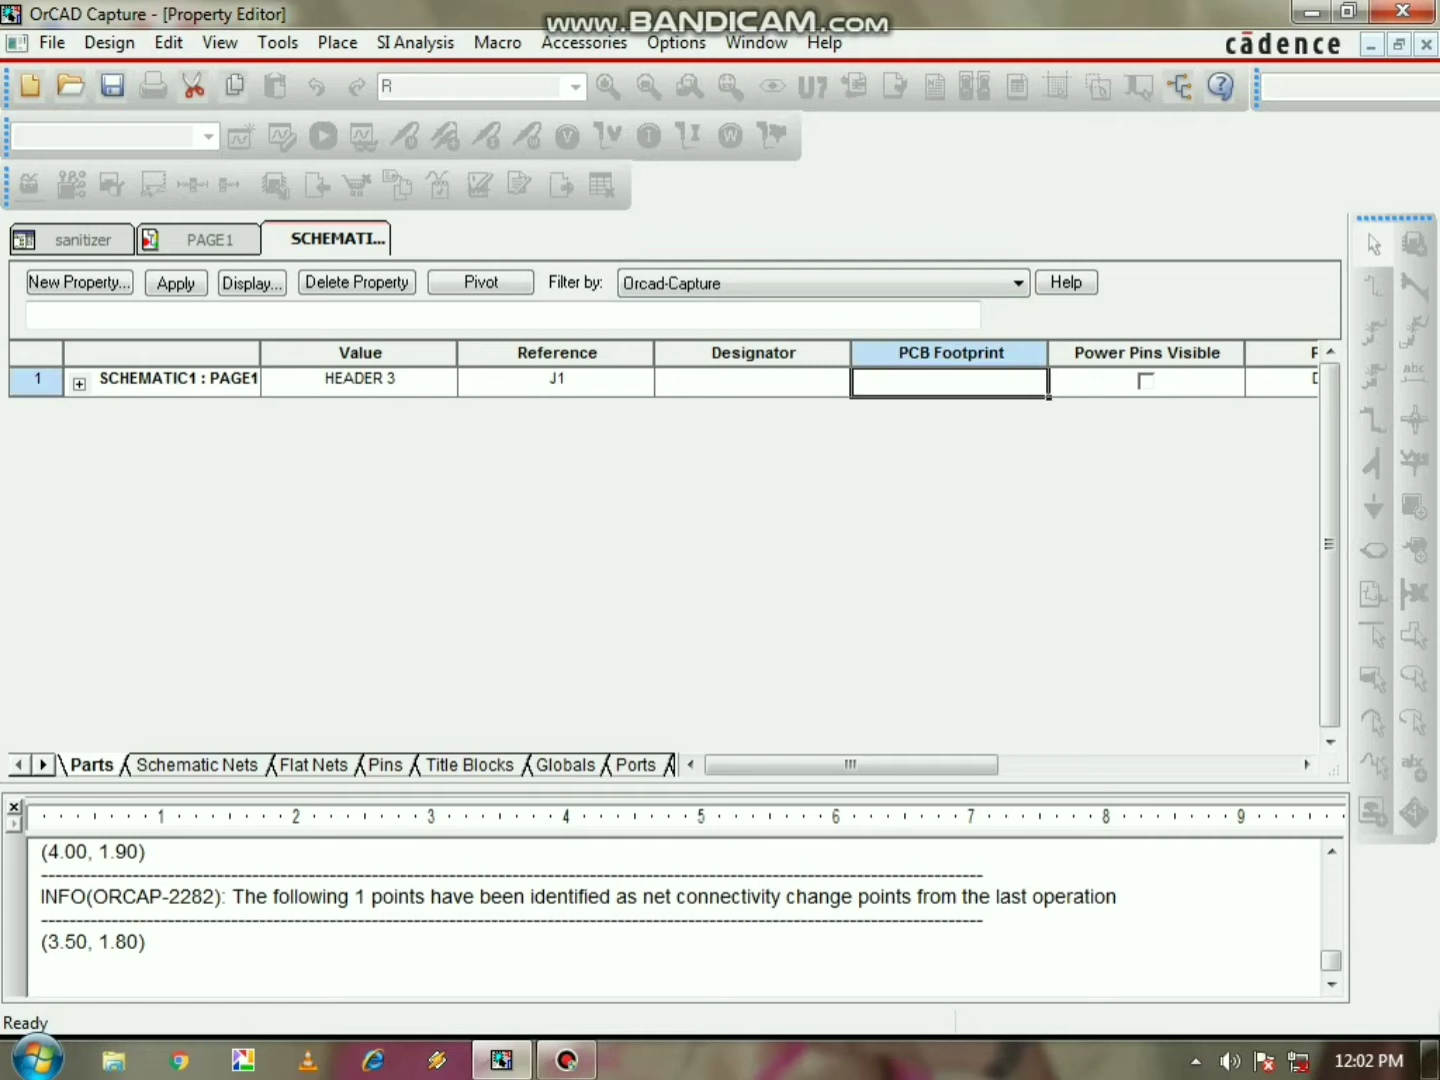 OrCAD Capture - [Property Editor]
www.BANDICAM.com
File Design Edit View Tools Place SI Analysis Macro Accessories Options Window Help
cādence
R
U?
V I W
sanitizer PAGE1 SCHEMATI...
New Property... Apply Display... Delete Property Pivot Filter by: Orcad-Capture Help
Value Reference Designator PCB Footprint Power Pins Visible
1 SCHEMATIC1 : PAGE1 HEADER 3 J1
Parts Schematic Nets Flat Nets Pins Title Blocks Globals Ports
1 2 3 4 5 6 7 8 9
(4.00, 1.90)
INFO(ORCAP-2282): The following 1 points have been identified as net connectivity change points from the last operation
(3.50, 1.80)
Ready
12:02 PM